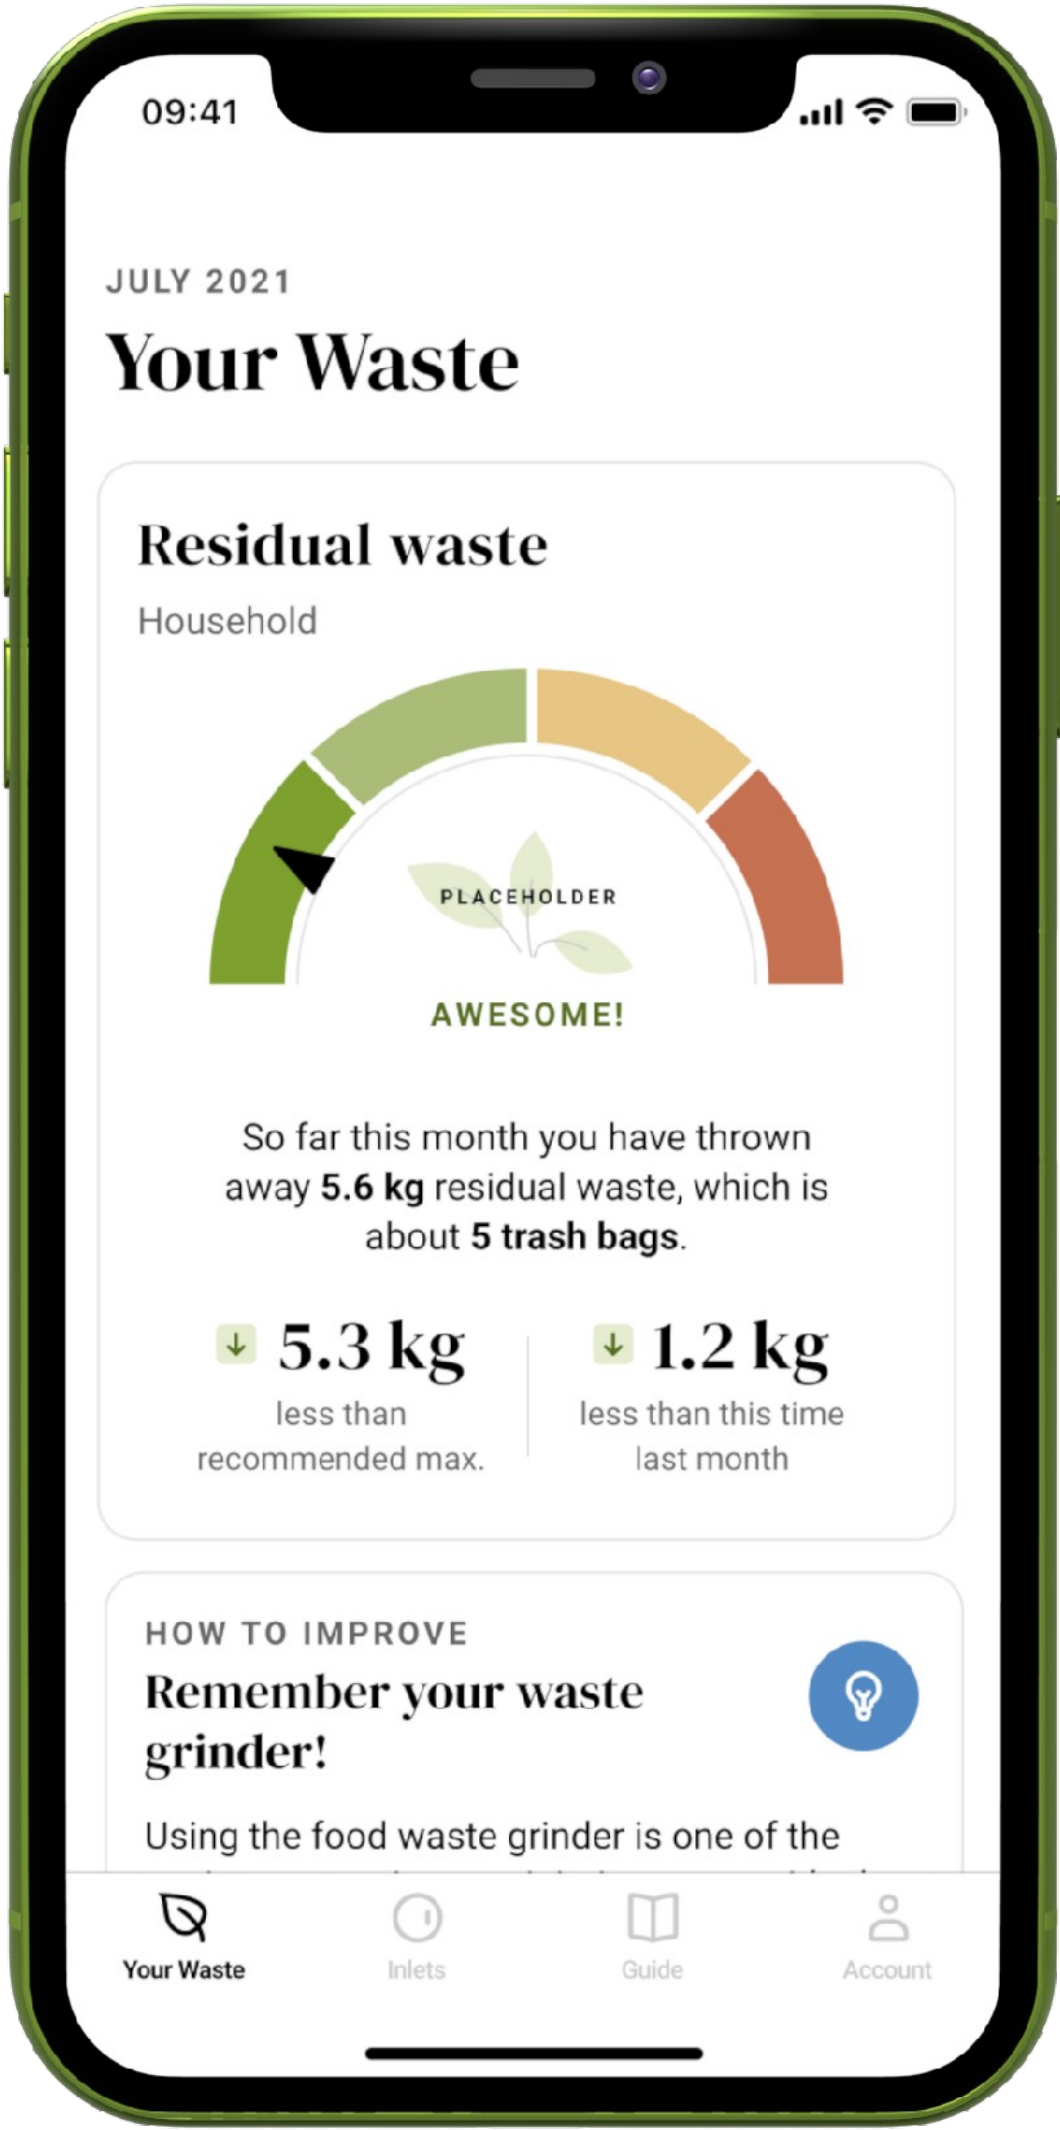 09:41
JULY 2021
Your Waste
Residual waste
Household
PLACEHOLDER
AWESOME!
So far this month you have thrown
away 5.6 kg residual waste, which is
about 5 trash bags.
5.3 kg
less than
recommended max.
1.2 kg
less than this time
last month
HOW TO IMPROVE
Remember your waste
grinder!
Using the food waste grinder is one of the
Your Waste
Inlets
Guide
Account